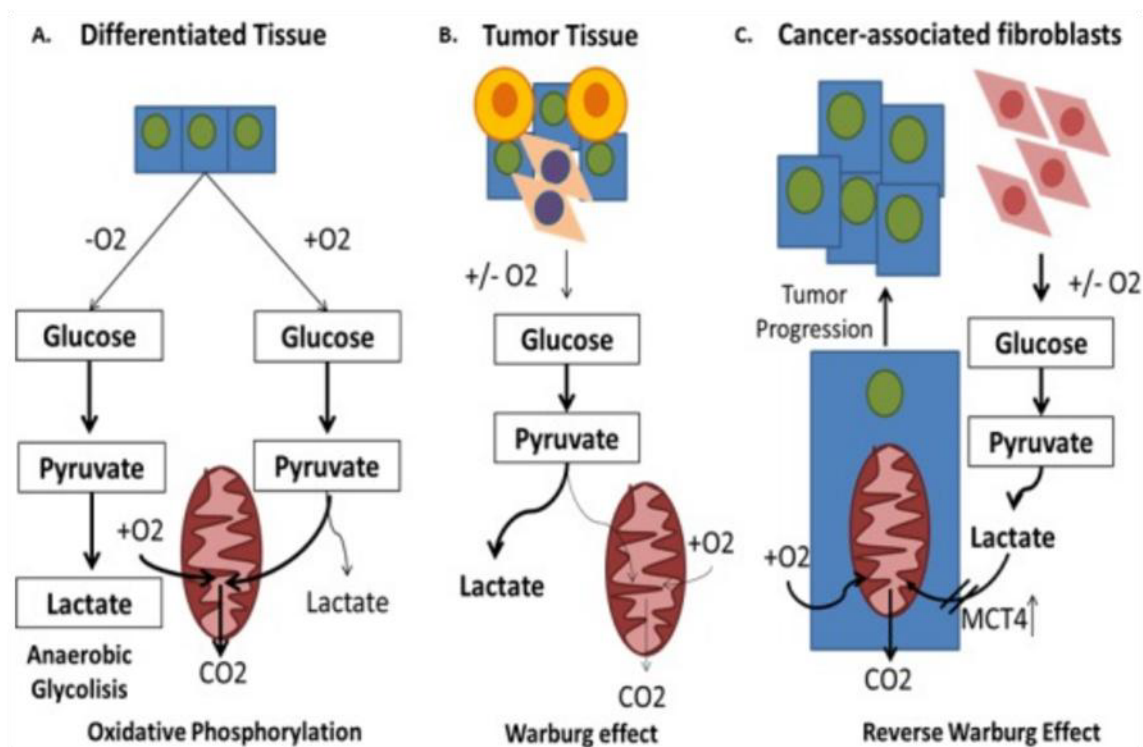 A. Differentiated Tissue
-O2
+O2
Glucose
Glucose
Pyruvate
Pyruvate
+O2
Lactate
Lactate
Anaerobic
Glycolisis
CO2
Oxidative Phosphorylation
B. Tumor Tissue
+/- O2
Glucose
Pyruvate
+O2
Lactate
CO2
Warburg effect
C. Cancer-associated fibroblasts
+/- O2
Tumor
Progression
Glucose
Pyruvate
Lactate
+O2
MCT4
CO2
Reverse Warburg Effect